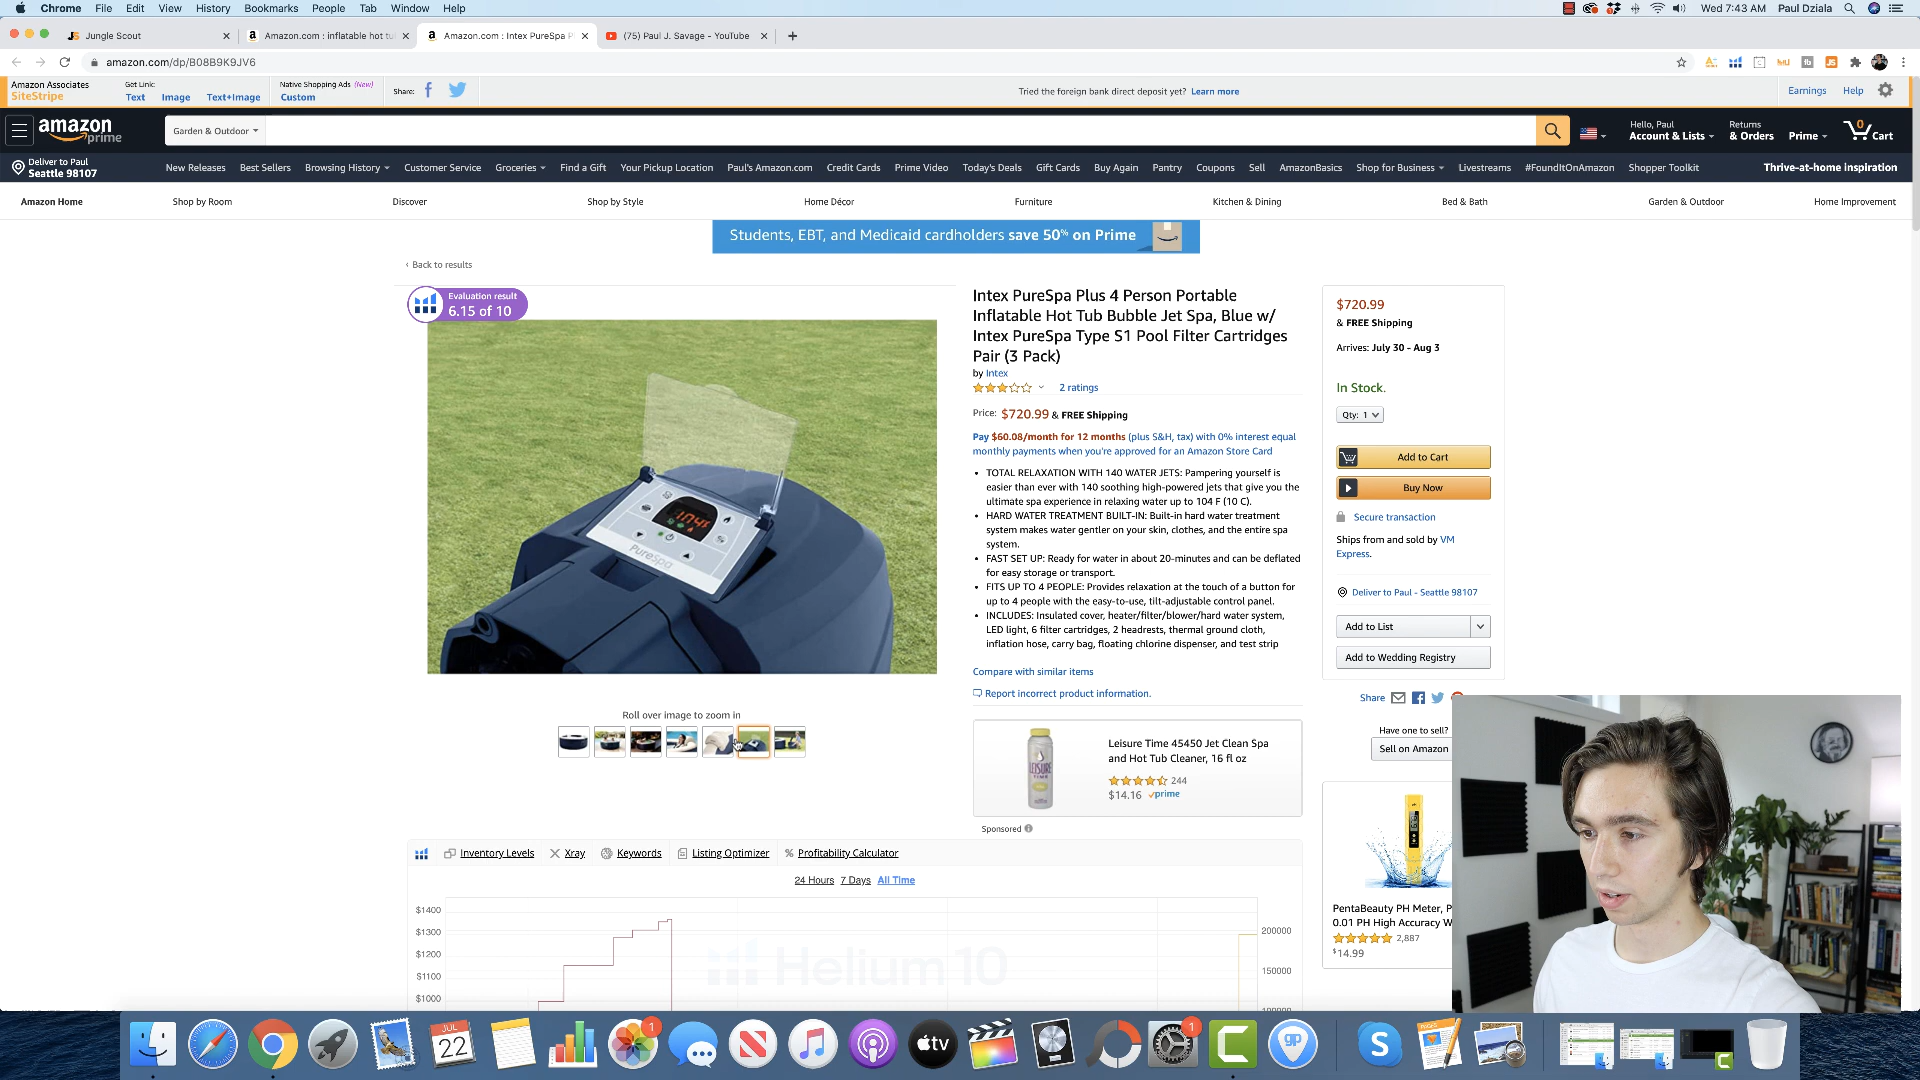 Chrome File Edit View History Bookmarks People Tab Window Help
Wed 7:43 AM Paul Dziala
Jungle Scout
Amazon.com : inflatable hot tu
Amazon.com : Intex PureSpa P
(75) Paul J. Savage - YouTube
amazon.com/dp/B08B9K9JV6
Amazon Associates
SiteStripe
Get Link:
Text Image Text+Image
Native Shopping Ads (New)
Custom
Share:
Tried the foreign bank direct deposit yet? Learn more
Earnings Help
amazon prime
Garden & Outdoor
Hello, Paul
Account & Lists
Returns
& Orders
Prime
0
Cart
Deliver to Paul
Seattle 98107
New Releases Best Sellers Browsing History Customer Service Groceries Find a Gift Your Pickup Location Paul's Amazon.com Credit Cards Prime Video Today's Deals Gift Cards Buy Again Pantry Coupons Sell AmazonBasics Shop for Business Livestreams #FoundItOnAmazon Shopper Toolkit
Thrive-at-home inspiration
Amazon Home Shop by Room Discover Shop by Style Home Décor Furniture Kitchen & Dining Bed & Bath Garden & Outdoor Home Improvement
Students, EBT, and Medicaid cardholders save 50% on Prime
‹ Back to results
Evaluation result
6.15 of 10
PureSpa
Roll over image to zoom in
Intex PureSpa Plus 4 Person Portable
Inflatable Hot Tub Bubble Jet Spa, Blue w/
Intex PureSpa Type S1 Pool Filter Cartridges
Pair (3 Pack)
by Intex
2 ratings
Price: $720.99 & FREE Shipping
Pay $60.08/month for 12 months (plus S&H, tax) with 0% interest equal
monthly payments when you're approved for an Amazon Store Card
• TOTAL RELAXATION WITH 140 WATER JETS: Pampering yourself is
easier than ever with 140 soothing high-powered jets that give you the
ultimate spa experience in relaxing water up to 104 F (10 C).
• HARD WATER TREATMENT BUILT-IN: Built-in hard water treatment
system makes water gentler on your skin, clothes, and the entire spa
system.
• FAST SET UP: Ready for water in about 20-minutes and can be deflated
for easy storage or transport.
• FITS UP TO 4 PEOPLE: Provides relaxation at the touch of a button for
up to 4 people with the easy-to-use, tilt-adjustable control panel.
• INCLUDES: Insulated cover, heater/filter/blower/hard water system,
LED light, 6 filter cartridges, 2 headrests, thermal ground cloth,
inflation hose, carry bag, floating chlorine dispenser, and test strip
Compare with similar items
Report incorrect product information.
LEISURE
TIME
Leisure Time 45450 Jet Clean Spa
and Hot Tub Cleaner, 16 fl oz
244
$14.16 prime
Sponsored
$720.99
& FREE Shipping
Arrives: July 30 - Aug 3
In Stock.
Qty: 1
Add to Cart
Buy Now
Secure transaction
Ships from and sold by VM
Express.
Deliver to Paul - Seattle 98107
Add to List
Add to Wedding Registry
Share
Have one to sell?
Sell on Amazon
PentaBeauty PH Meter, P
0.01 PH High Accuracy W
2,887
$14.99
Inventory Levels Xray Keywords Listing Optimizer Profitability Calculator
24 Hours 7 Days All Time
$1400
$1300
$1200
$1100
$1000
200000
150000
Helium 10
JUL
22
1
tv
1
gp